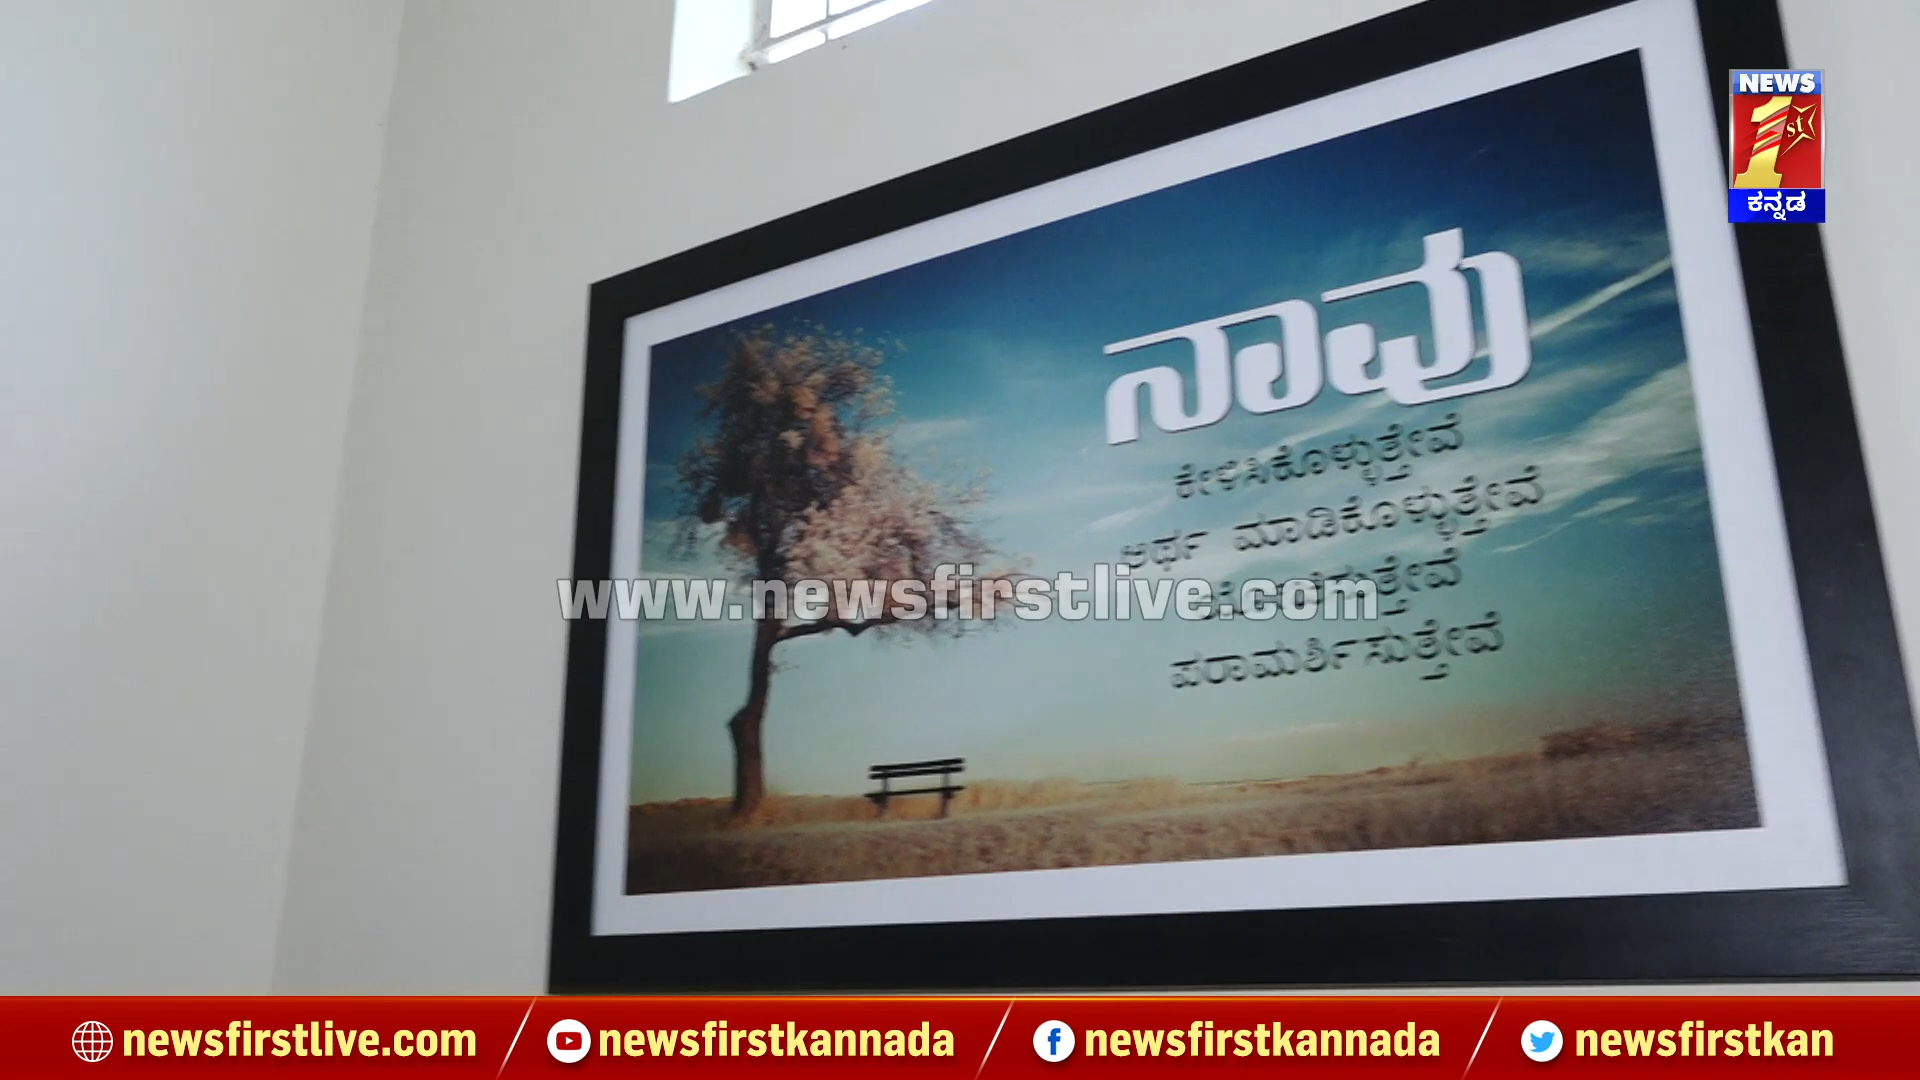 NEWS
1st
ಕನ್ನಡ
ನಾವು
ಕೇಳಿಸಿಕೊಳ್ಳುತ್ತೇವೆ
ಅರ್ಥ ಮಾಡಿಕೊಳ್ಳುತ್ತೇವೆ
www.newsfirstlive.com
ಪರಾಮರ್ಶಿಸುತ್ತೇವೆ
newsfirstlive.com
newsfirstkannada
newsfirstkannada
newsfirstkan